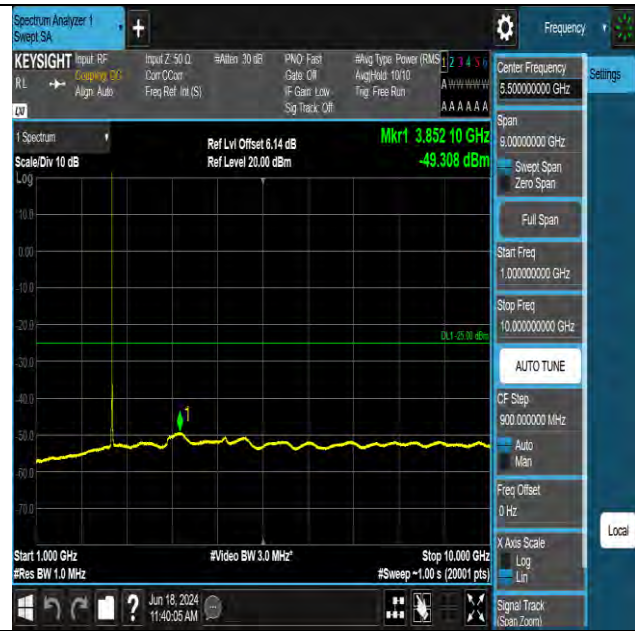 Spectrum Analyzer 1
Swept SA
+
Frequency
KEYSIGHT
RL
Input: RF
Coupling: DC
Align: Auto
Input Z: 50 Ω
Corr CCorr
Freq Ref: Int (S)
#Atten: 30 dB
PNO: Fast
Gate: Off
IF Gain: Low
Sig Track: Off
#Avg Type: Power (RMS
Avg|Hold: 10/10
Trig: Free Run
1 2 3 4 5 6
A W W W W W
A A A A A A
LXI
1 Spectrum
Scale/Div 10 dB
Log
Ref Lvl Offset 6.14 dB
Ref Level 20.00 dBm
Mkr1 3.852 10 GHz
-49.308 dBm
10.0
0.00
-10.0
-20.0
-30.0
-40.0
-50.0
-60.0
-70.0
DL1 -25.00 dBm
1
Start 1.000 GHz
#Res BW 1.0 MHz
#Video BW 3.0 MHz*
Stop 10.000 GHz
#Sweep ~1.00 s (20001 pts)
?
Jun 18, 2024
11:40:05 AM
Center Frequency
5.500000000 GHz
Span
9.00000000 GHz
Swept Span
Zero Span
Full Span
Start Freq
1.000000000 GHz
Stop Freq
10.000000000 GHz
AUTO TUNE
CF Step
900.000000 MHz
Auto
Man
Freq Offset
0 Hz
X Axis Scale
Log
Lin
Signal Track
(Span Zoom)
Settings
Local